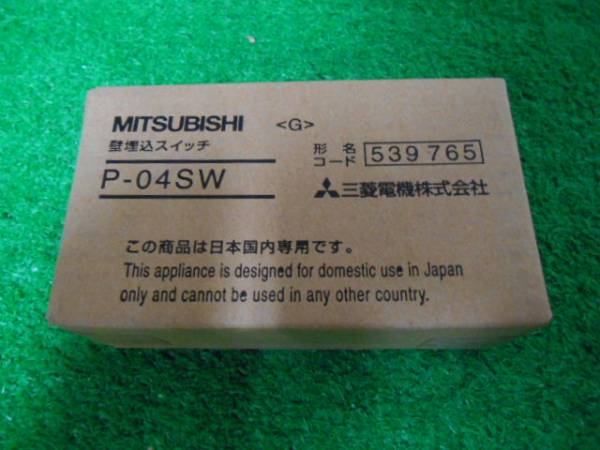 MITSUBISHI <G>
壁埋込スイッチ
P-04SW
形名
コード 539765
三菱電機株式会社
この商品は日本国内専用です。
This appliance is designed for domestic use in Japan
only and cannot be used in any other country.